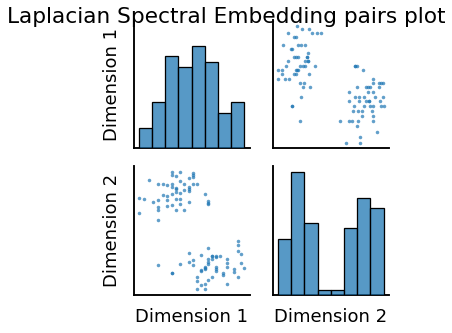 Laplacian Spectral Embedding pairs plot
Dimension 1
Dimension 2
Dimension 1
Dimension 2